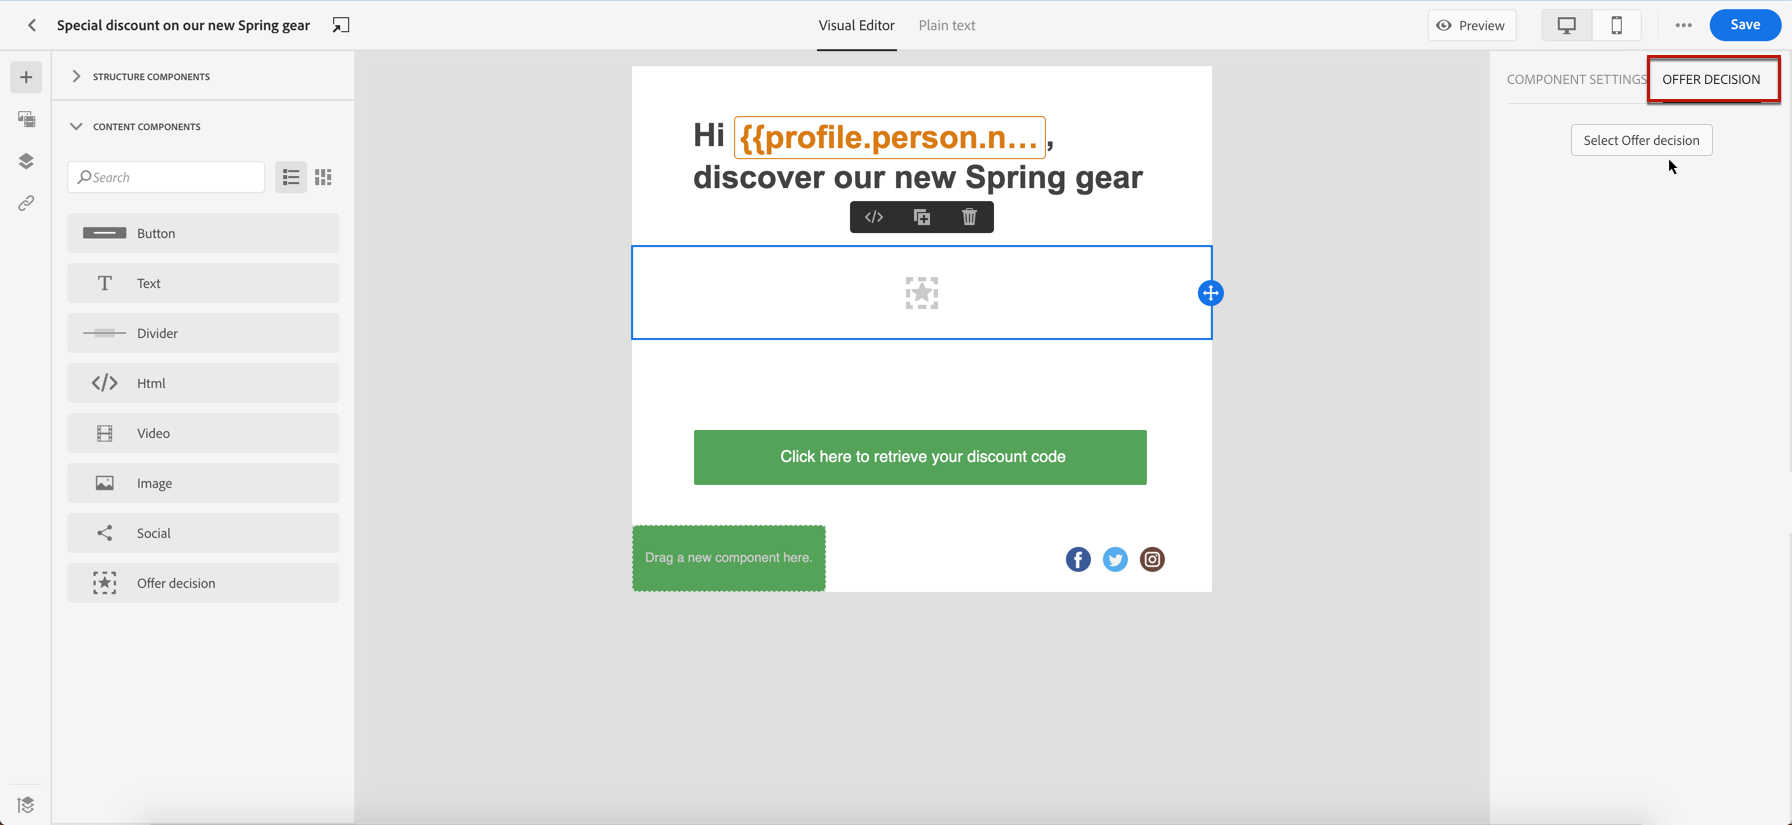 Special discount on our new Spring gear
Visual Editor
Plain text
Preview
Save
STRUCTURE COMPONENTS
CONTENT COMPONENTS
Search
Button
Text
Divider
Html
Video
Image
Social
Offer decision
Hi {{profile.person.n... ,
discover our new Spring gear
Click here to retrieve your discount code
Drag a new component here.
COMPONENT SETTINGS
OFFER DECISION
Select Offer decision